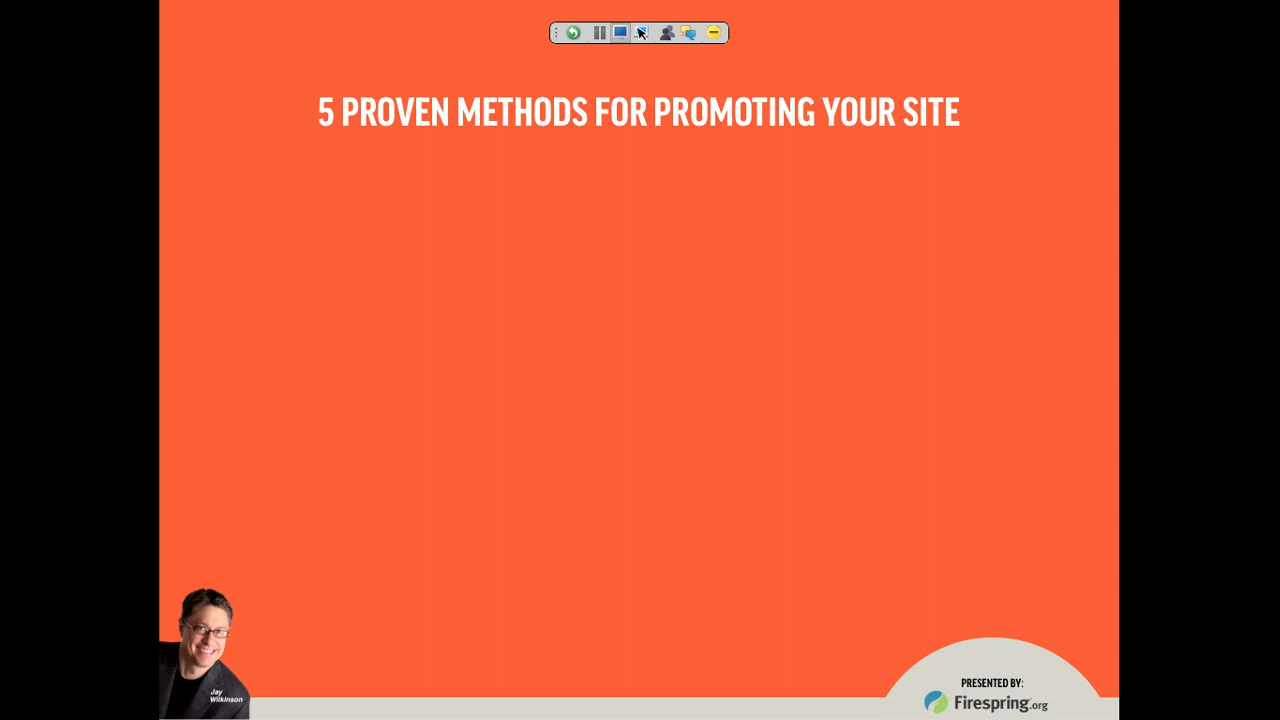 5 PROVEN METHODS FOR PROMOTING YOUR SITE
Jay
Wilkinson
PRESENTED BY:
Firespring.org